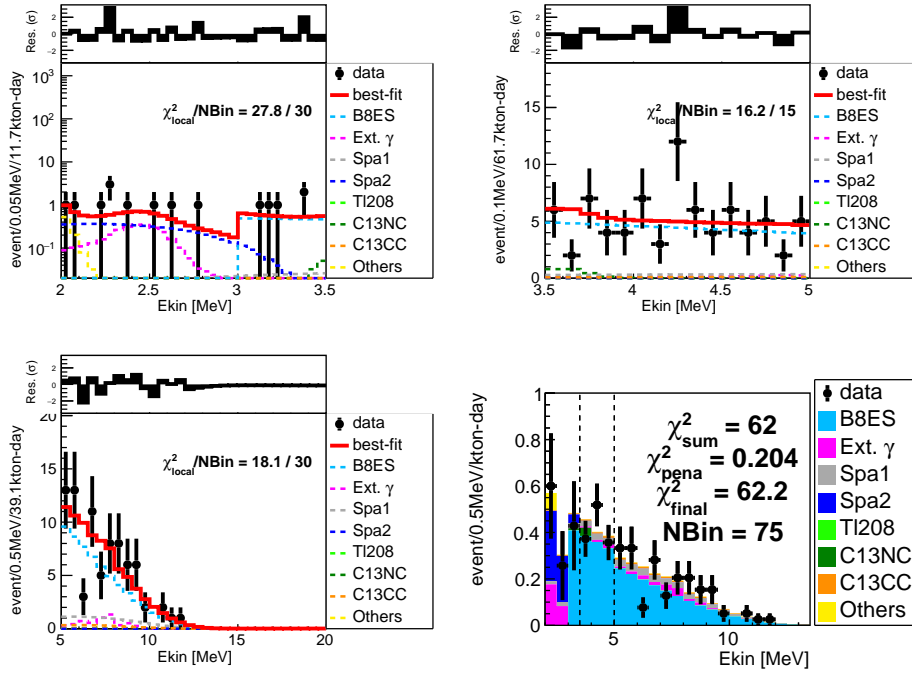 Res. (σ)
2
0
−2
event/0.05MeV/11.7kton-day
10³
10²
10
1
10⁻¹
χ²local/NBin = 27.8 / 30
data
best-fit
B8ES
Ext. γ
Spa1
Spa2
Tl208
C13NC
C13CC
Others
2
2.5
3
3.5
Ekin [MeV]
Res. (σ)
2
0
−2
event/0.1MeV/61.7kton-day
15
10
5
0
χ²local/NBin = 16.2 / 15
data
best-fit
B8ES
Ext. γ
Spa1
Spa2
Tl208
C13NC
C13CC
Others
3.5
4
4.5
5
Ekin [MeV]
Res. (σ)
2
0
−2
event/0.5MeV/39.1kton-day
20
15
10
5
0
χ²local/NBin = 18.1 / 30
data
best-fit
B8ES
Ext. γ
Spa1
Spa2
Tl208
C13NC
C13CC
Others
5
10
15
20
Ekin [MeV]
event/0.5MeV/kton-day
1
0.8
0.6
0.4
0.2
0
χ²sum = 62
χ²pena = 0.204
χ²final = 62.2
NBin = 75
data
B8ES
Ext. γ
Spa1
Spa2
Tl208
C13NC
C13CC
Others
5
10
Ekin [MeV]